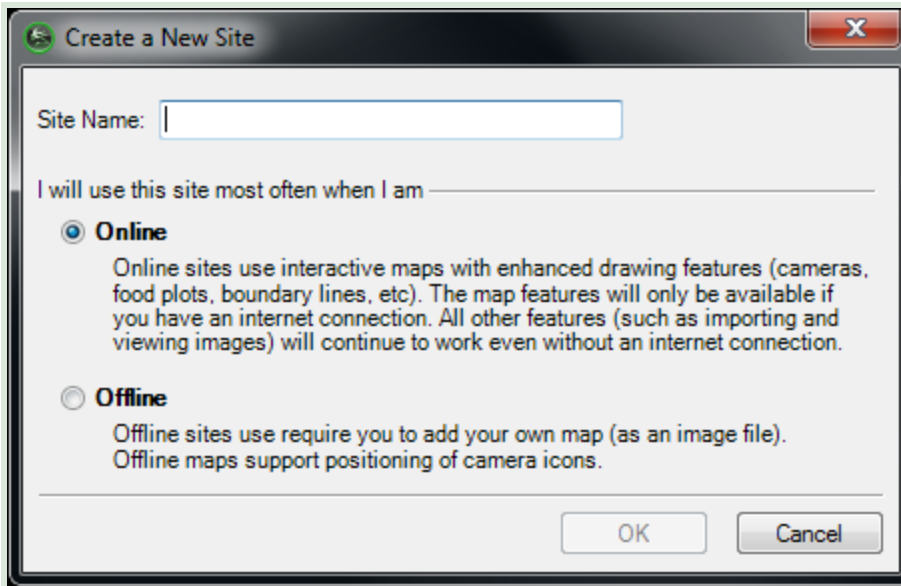 Create a New Site
Site Name:
I will use this site most often when I am
Online
Online sites use interactive maps with enhanced drawing features (cameras,
food plots, boundary lines, etc). The map features will only be available if
you have an internet connection. All other features (such as importing and
viewing images) will continue to work even without an internet connection.
Offline
Offline sites use require you to add your own map (as an image file).
Offline maps support positioning of camera icons.
OK
Cancel